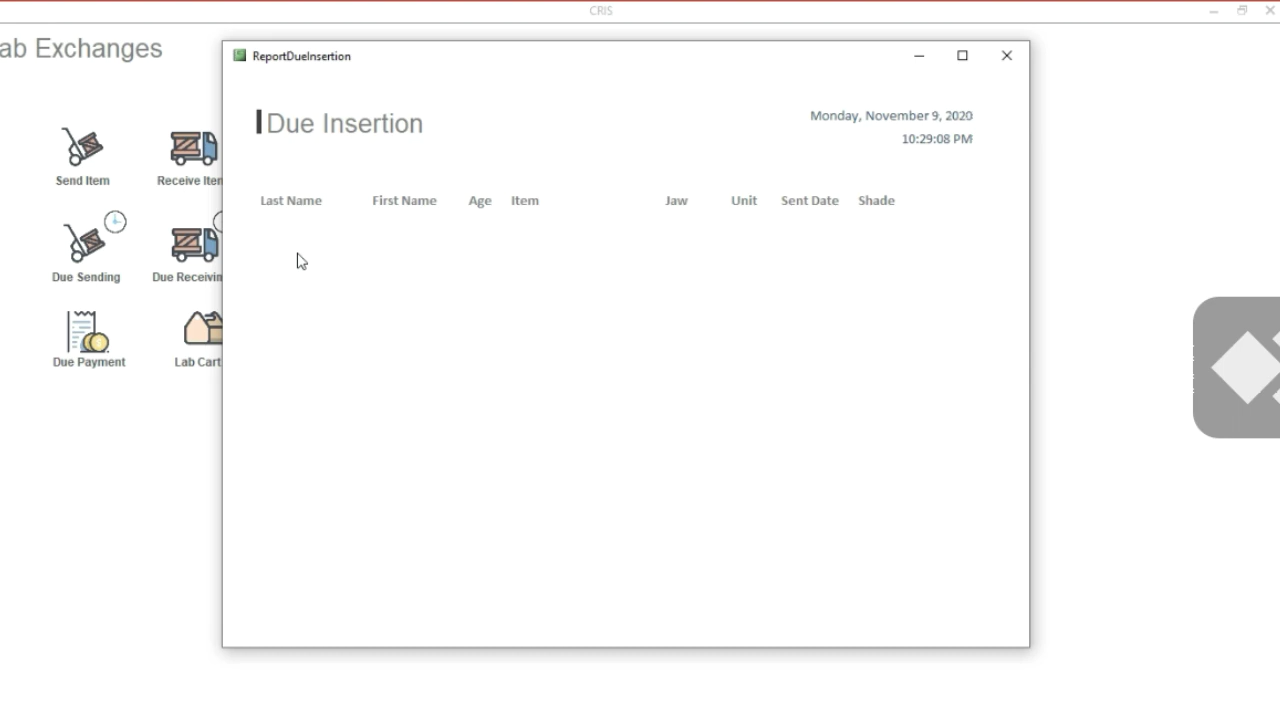 CRIS
ab Exchanges
ReportDueInsertion
Due Insertion
Monday, November 9, 2020
10:29:08 PM
Last Name First Name Age Item Jaw Unit Sent Date Shade
Send Item Receive Iten
Due Sending Due Receivin
Due Payment Lab Cart